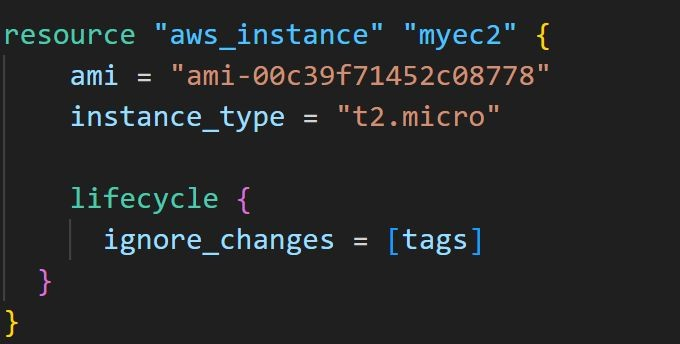 resource "aws_instance" "myec2" {
    ami = "ami-00c39f71452c08778"
    instance_type = "t2.micro"

    lifecycle {
      ignore_changes = [tags]
  }
}